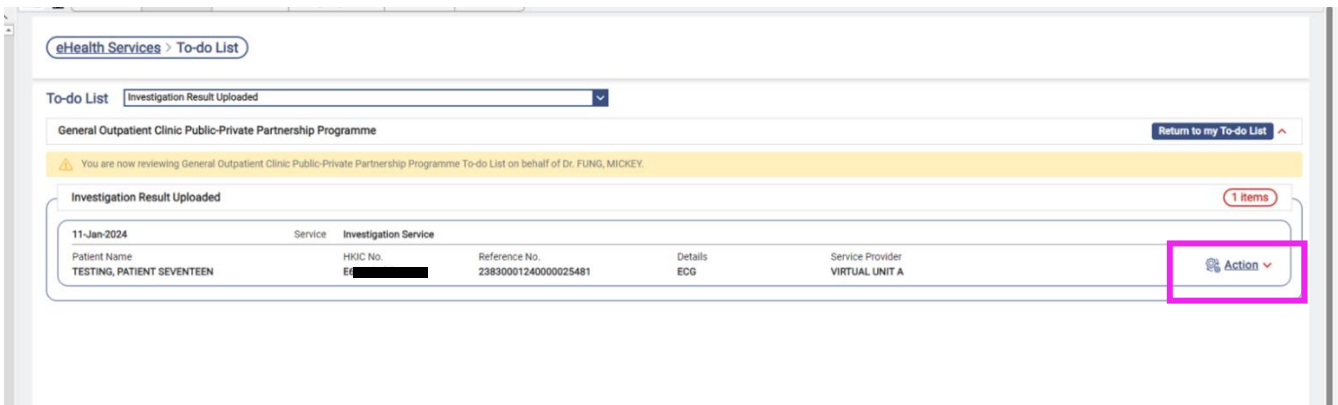 eHealth Services > To-do List
To-do List Investigation Result Uploaded
General Outpatient Clinic Public-Private Partnership Programme Return to my To-do List
You are now reviewing General Outpatient Clinic Public-Private Partnership Programme To-do List on behalf of Dr. FUNG, MICKEY.
Investigation Result Uploaded 1 items
11-Jan-2024 Service Investigation Service
Patient Name HKIC No. Reference No. Details Service Provider
TESTING, PATIENT SEVENTEEN E6 23830001240000025481 ECG VIRTUAL UNIT A
Action